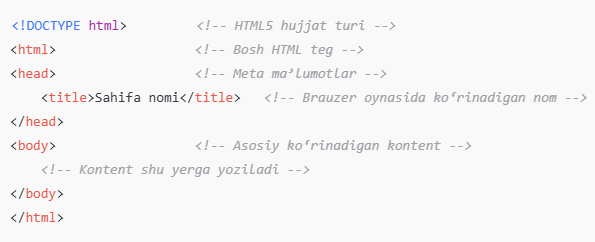 <!DOCTYPE html>         <!-- HTML5 hujjat turi -->
<html>                  <!-- Bosh HTML teg -->
<head>                  <!-- Meta ma’lumotlar -->
    <title>Sahifa nomi</title>   <!-- Brauzer oynasida ko‘rinadigan nom -->
</head>
<body>                  <!-- Asosiy ko‘rinadigan kontent -->
    <!-- Kontent shu yerga yoziladi -->
</body>
</html>